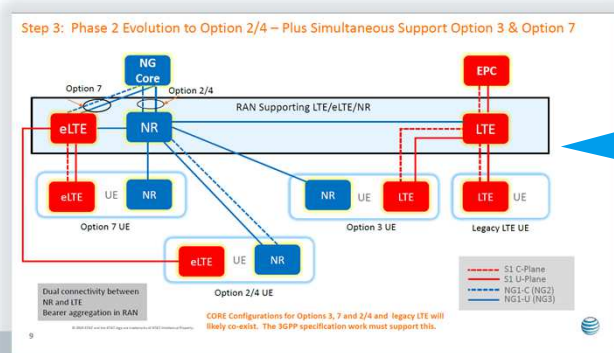 Step 3: Phase 2 Evolution to Option 2/4 – Plus Simultaneous Support Option 3 & Option 7
NG
Core
EPC
Option 7
Option 2/4
RAN Supporting LTE/eLTE/NR
eLTE
NR
LTE
eLTE UE NR
NR UE LTE
LTE UE
Option 7 UE
Option 3 UE
Legacy LTE UE
eLTE UE NR
Option 2/4 UE
S1 C-Plane
S1 U-Plane
NG1-C (NG2)
NG1-U (NG3)
Dual connectivity between
NR and LTE
Bearer aggregation in RAN
CORE Configurations for Options 3, 7 and 2/4 and legacy LTE will
likely co-exist. The 3GPP specification work must support this.
9